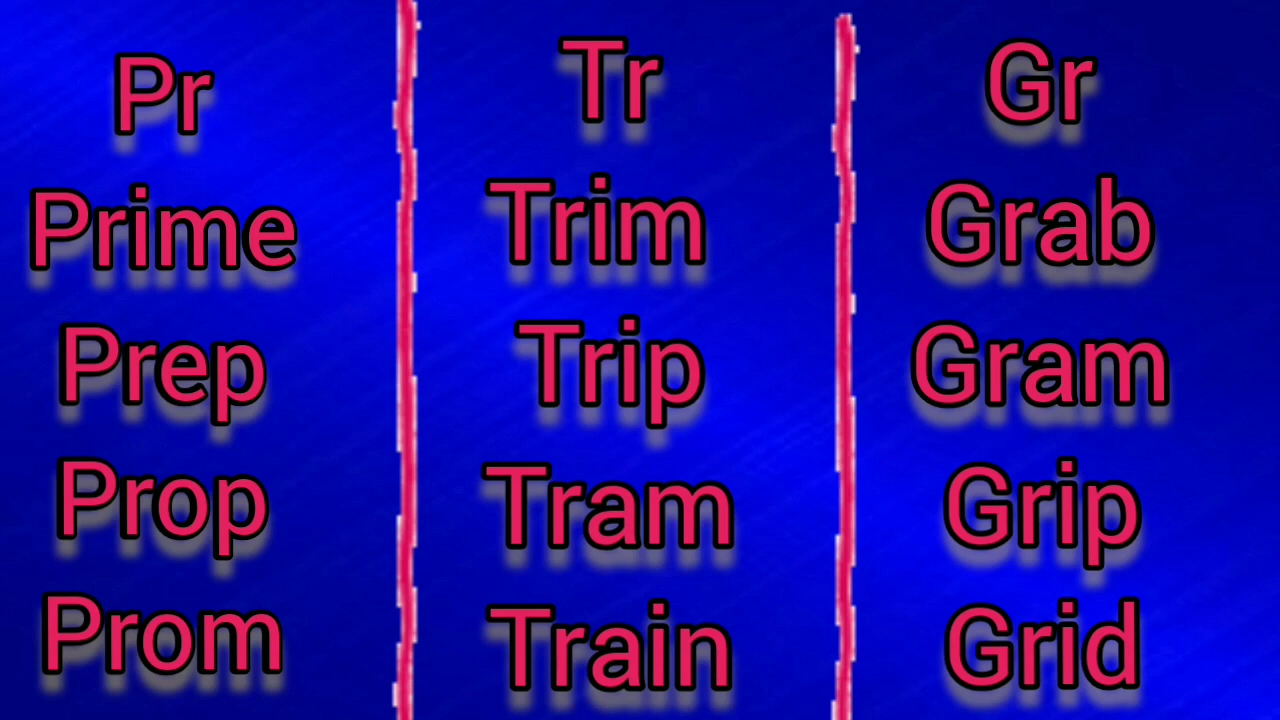 Pr
Prime
Prep
Prop
Prom
Tr
Trim
Trip
Tram
Train
Gr
Grab
Gram
Grip
Grid